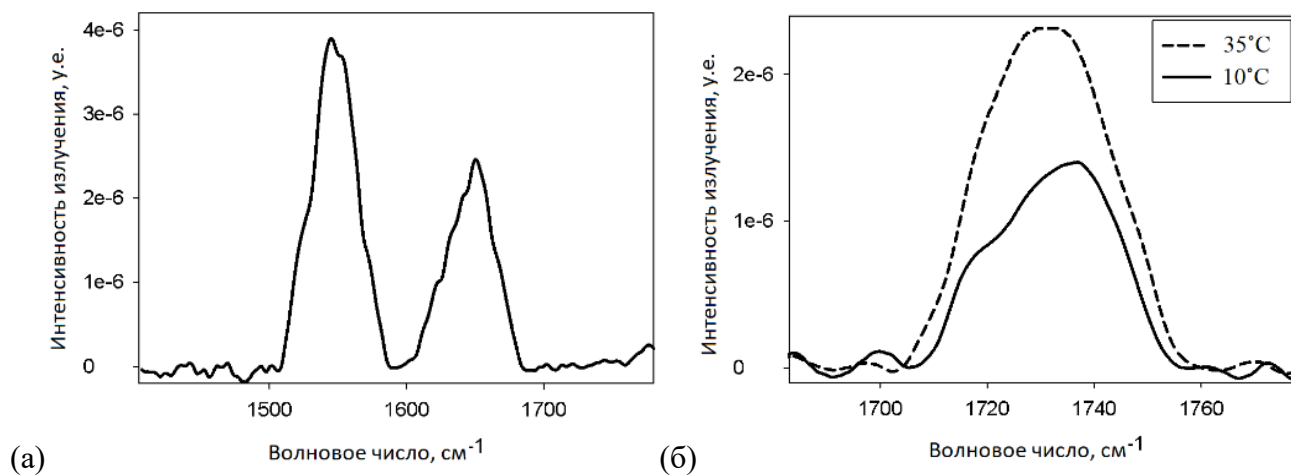 Интенсивность излучения, у.е.
4e-6
3e-6
2e-6
1e-6
0
1500 1600 1700
Волновое число, см⁻¹
(а)
Интенсивность излучения, у.е.
2e-6
1e-6
0
35˚C
10˚C
1700 1720 1740 1760
Волновое число, см⁻¹
(б)